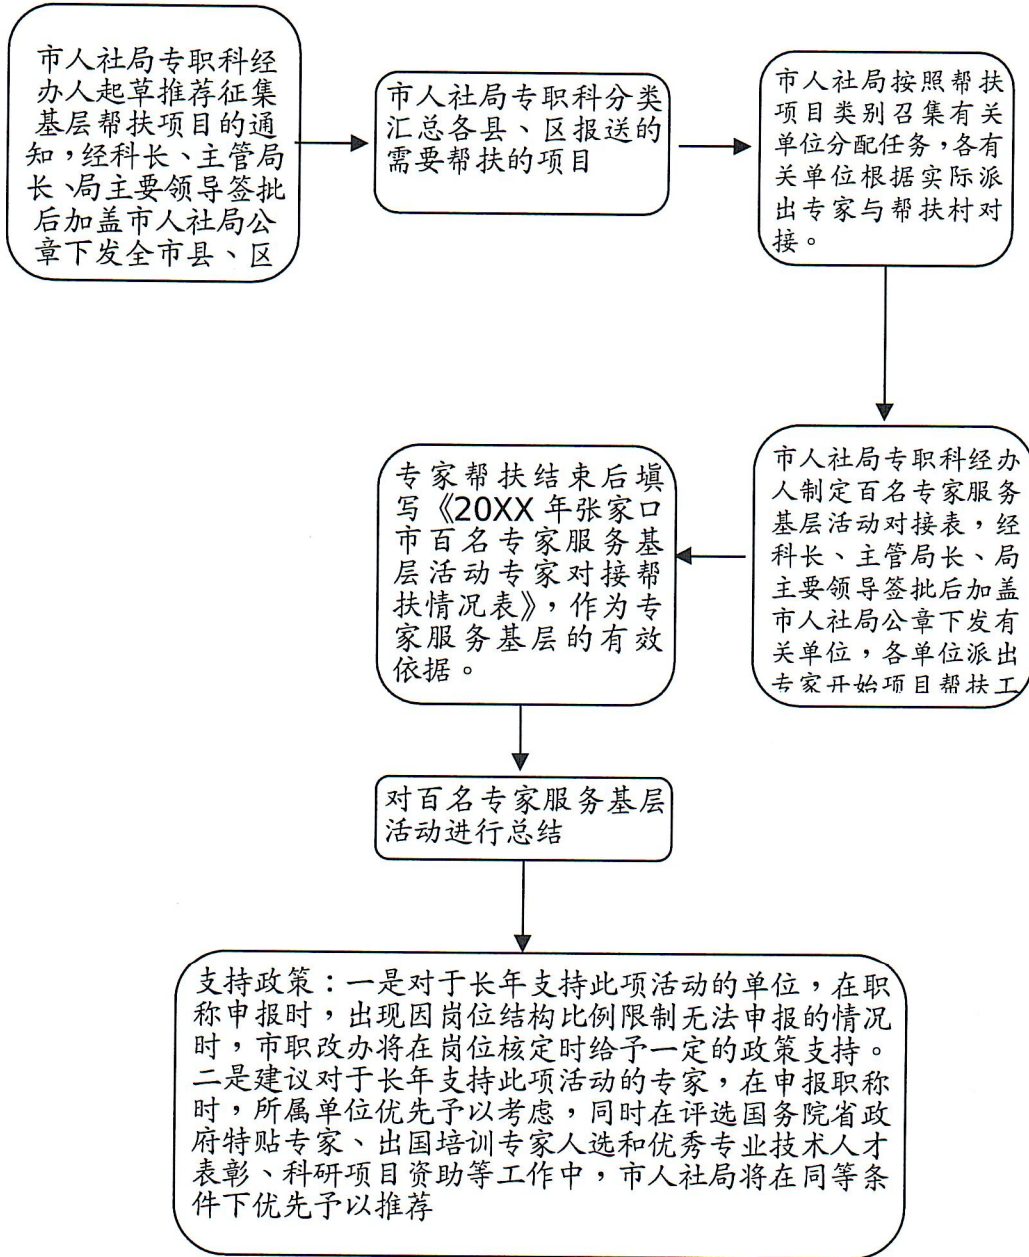 市人社局专职科经
办人起草推荐征集
基层帮扶项目的通
知，经科长、主管局
长、局主要领导签批
后加盖市人社局公
章下发全市县、区
市人社局专职科分类
汇总各县、区报送的
需要帮扶的项目
市人社局按照帮扶
项目类别召集有关
单位分配任务，各有
关单位根据实际派
出专家与帮扶村对
接。
市人社局专职科经办
人制定百名专家服务
基层活动对接表，经
科长、主管局长、局
主要领导签批后加盖
市人社局公章下发有
关单位，各单位派出
专家开始项目帮扶工
专家帮扶结束后填
写《20XX 年张家口
市百名专家服务基
层活动专家对接帮
扶情况表》，作为专
家服务基层的有效
依据。
对百名专家服务基层
活动进行总结
支持政策：一是对于长年支持此项活动的单位，在职
称申报时，出现因岗位结构比例限制无法申报的情况
时，市职改办将在岗位核定时给予一定的政策支持。
二是建议对于长年支持此项活动的专家，在申报职称
时，所属单位优先予以考虑，同时在评选国务院省政
府特贴专家、出国培训专家人选和优秀专业技术人才
表彰、科研项目资助等工作中，市人社局将在同等条
件下优先予以推荐